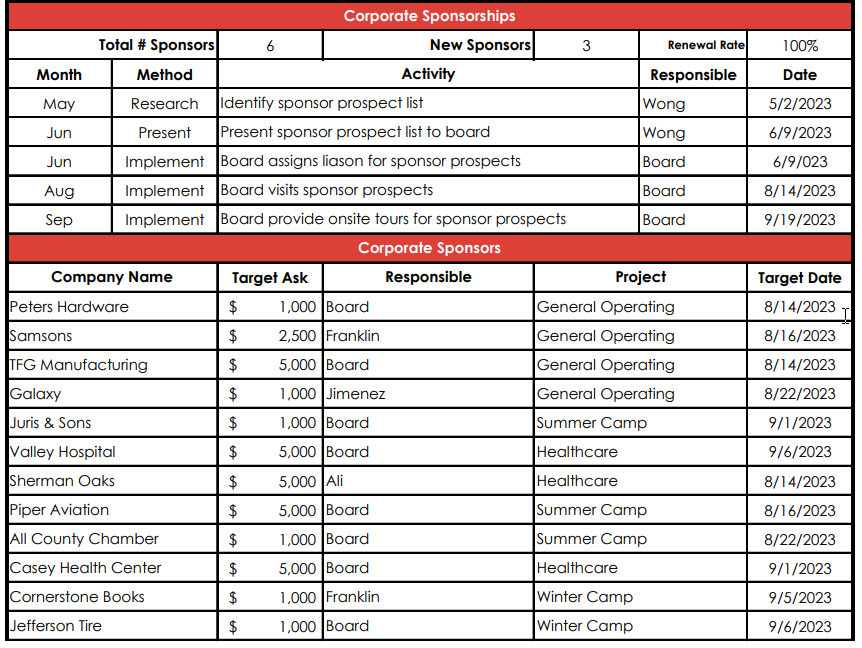 Corporate Sponsorships
Total # Sponsors 6 New Sponsors 3 Renewal Rate 100%
Month Method Activity Responsible Date
May Research Identify sponsor prospect list Wong 5/2/2023
Jun Present Present sponsor prospect list to board Wong 6/9/2023
Jun Implement Board assigns liason for sponsor prospects Board 6/9/023
Aug Implement Board visits sponsor prospects Board 8/14/2023
Sep Implement Board provide onsite tours for sponsor prospects Board 9/19/2023
Corporate Sponsors
Company Name Target Ask Responsible Project Target Date
Peters Hardware $ 1,000 Board General Operating 8/14/2023
Samsons $ 2,500 Franklin General Operating 8/16/2023
TFG Manufacturing $ 5,000 Board General Operating 8/14/2023
Galaxy $ 1,000 Jimenez General Operating 8/22/2023
Juris & Sons $ 1,000 Board Summer Camp 9/1/2023
Valley Hospital $ 5,000 Board Healthcare 9/6/2023
Sherman Oaks $ 5,000 Ali Healthcare 8/14/2023
Piper Aviation $ 5,000 Board Summer Camp 8/16/2023
All County Chamber $ 1,000 Board Summer Camp 8/22/2023
Casey Health Center $ 5,000 Board Healthcare 9/1/2023
Cornerstone Books $ 1,000 Franklin Winter Camp 9/5/2023
Jefferson Tire $ 1,000 Board Winter Camp 9/6/2023